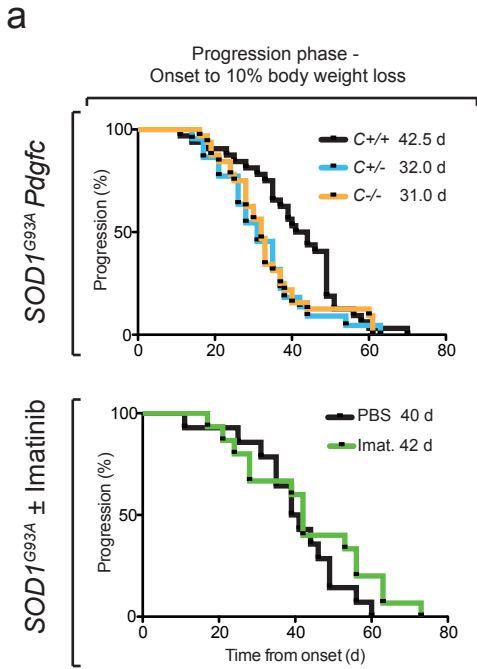 a
Progression phase -
Onset to 10% body weight loss
SOD1G93A Pdgfc
Progression (%)
100
50
0
C+/+ 42.5 d
C+/- 32.0 d
C-/- 31.0 d
0 20 40 60 80
SOD1G93A ± Imatinib
Progression (%)
100
50
0
PBS 40 d
Imat. 42 d
0 20 40 60 80
Time from onset (d)